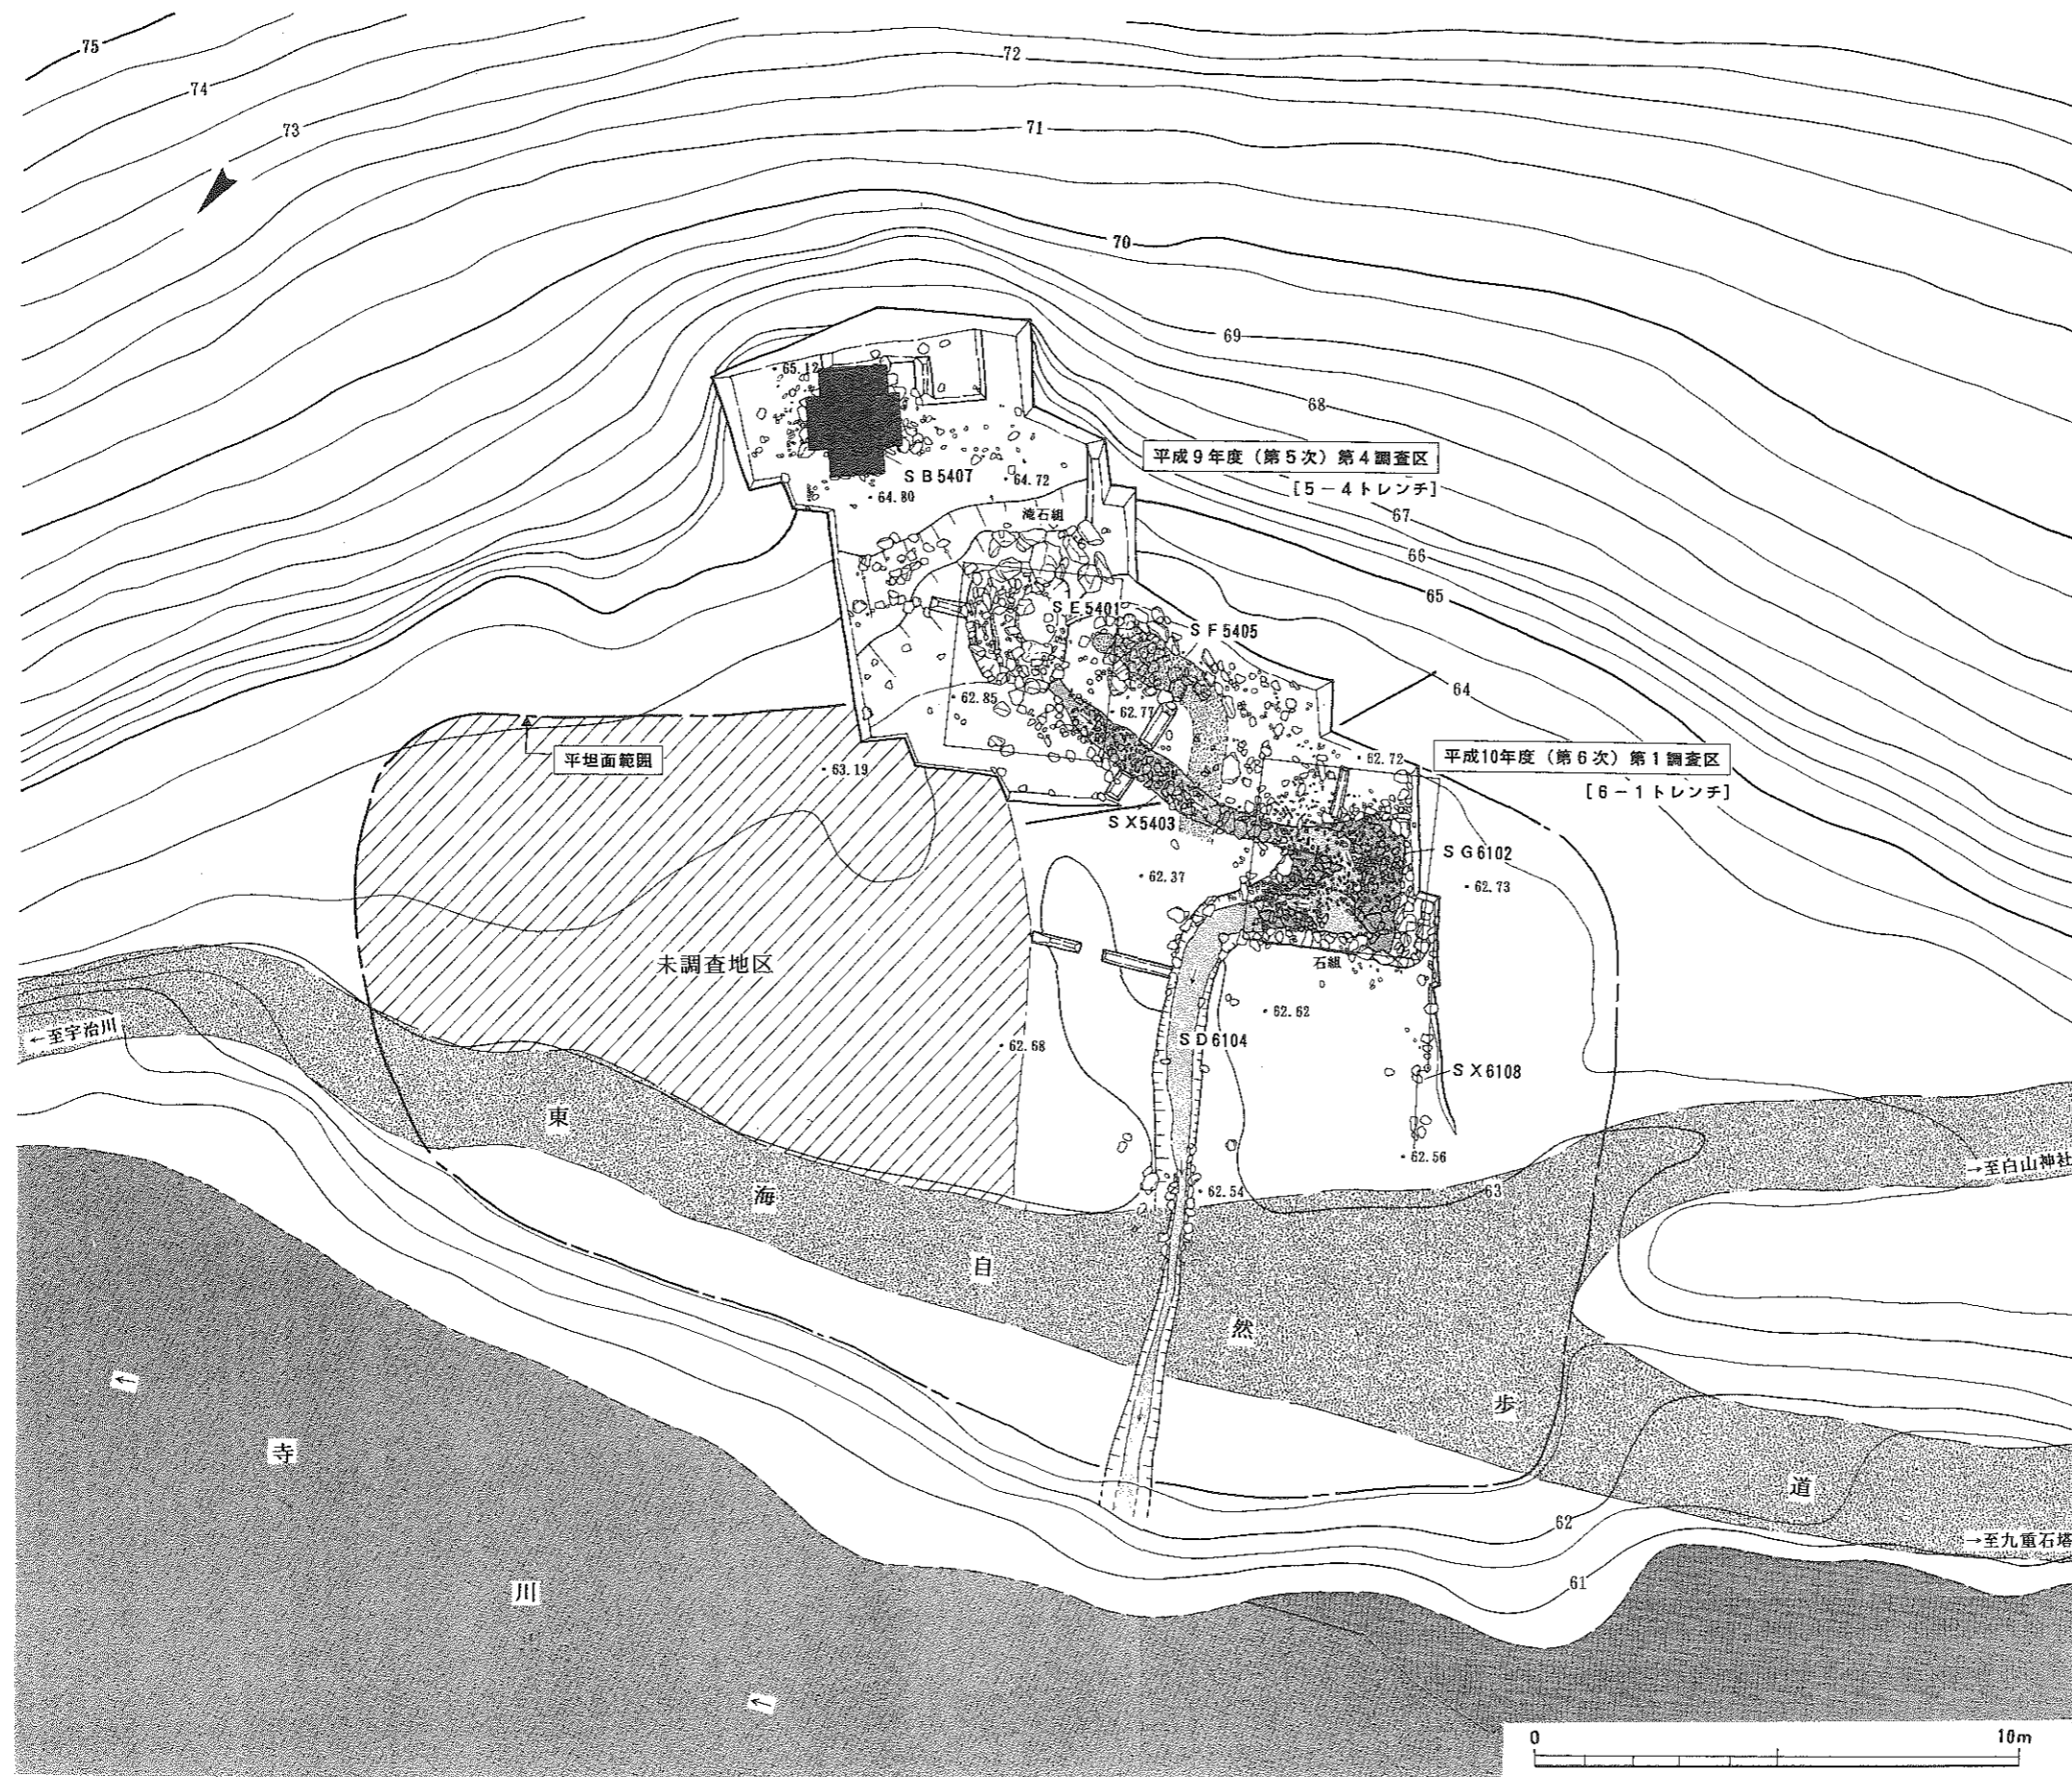 75
74
73
72
71
70
69
68
67
66
65
64
平成9年度(第5次)第4調査区
[5-4トレンチ]
・65.12
SB5407
・64.80
・64.72
滝石組
SE5401
SF5405
・62.85
・62.77
・62.72
平坦面範囲
・63.19
平成10年度(第6次)第1調査区
[6-1トレンチ]
SX5403
SG6102
・62.37
・62.73
未調査地区
石組
・62.62
←至宇治川
・62.68
SD6104
SX6108
・62.56
・62.54
63
→至白山神社
東海自然歩道
62
→至九重石塔
61
←
寺川
←
0 10m